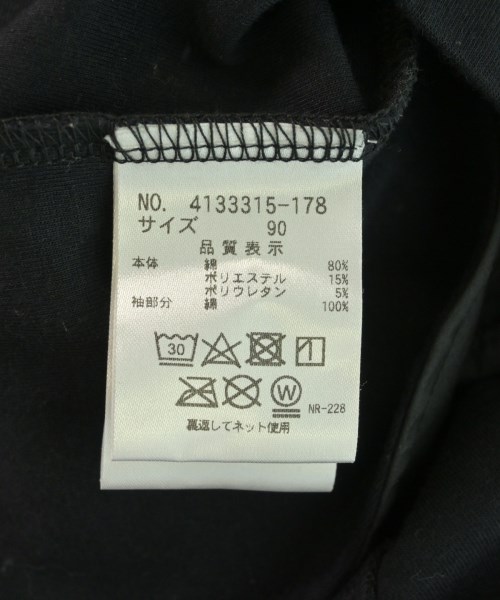 NO. 4133315-178
サイズ 90
品質表示
本体 綿 80%
ポリエステル 15%
ポリウレタン 5%
袖部分 綿 100%
30
W
NR-228
裏返してネット使用